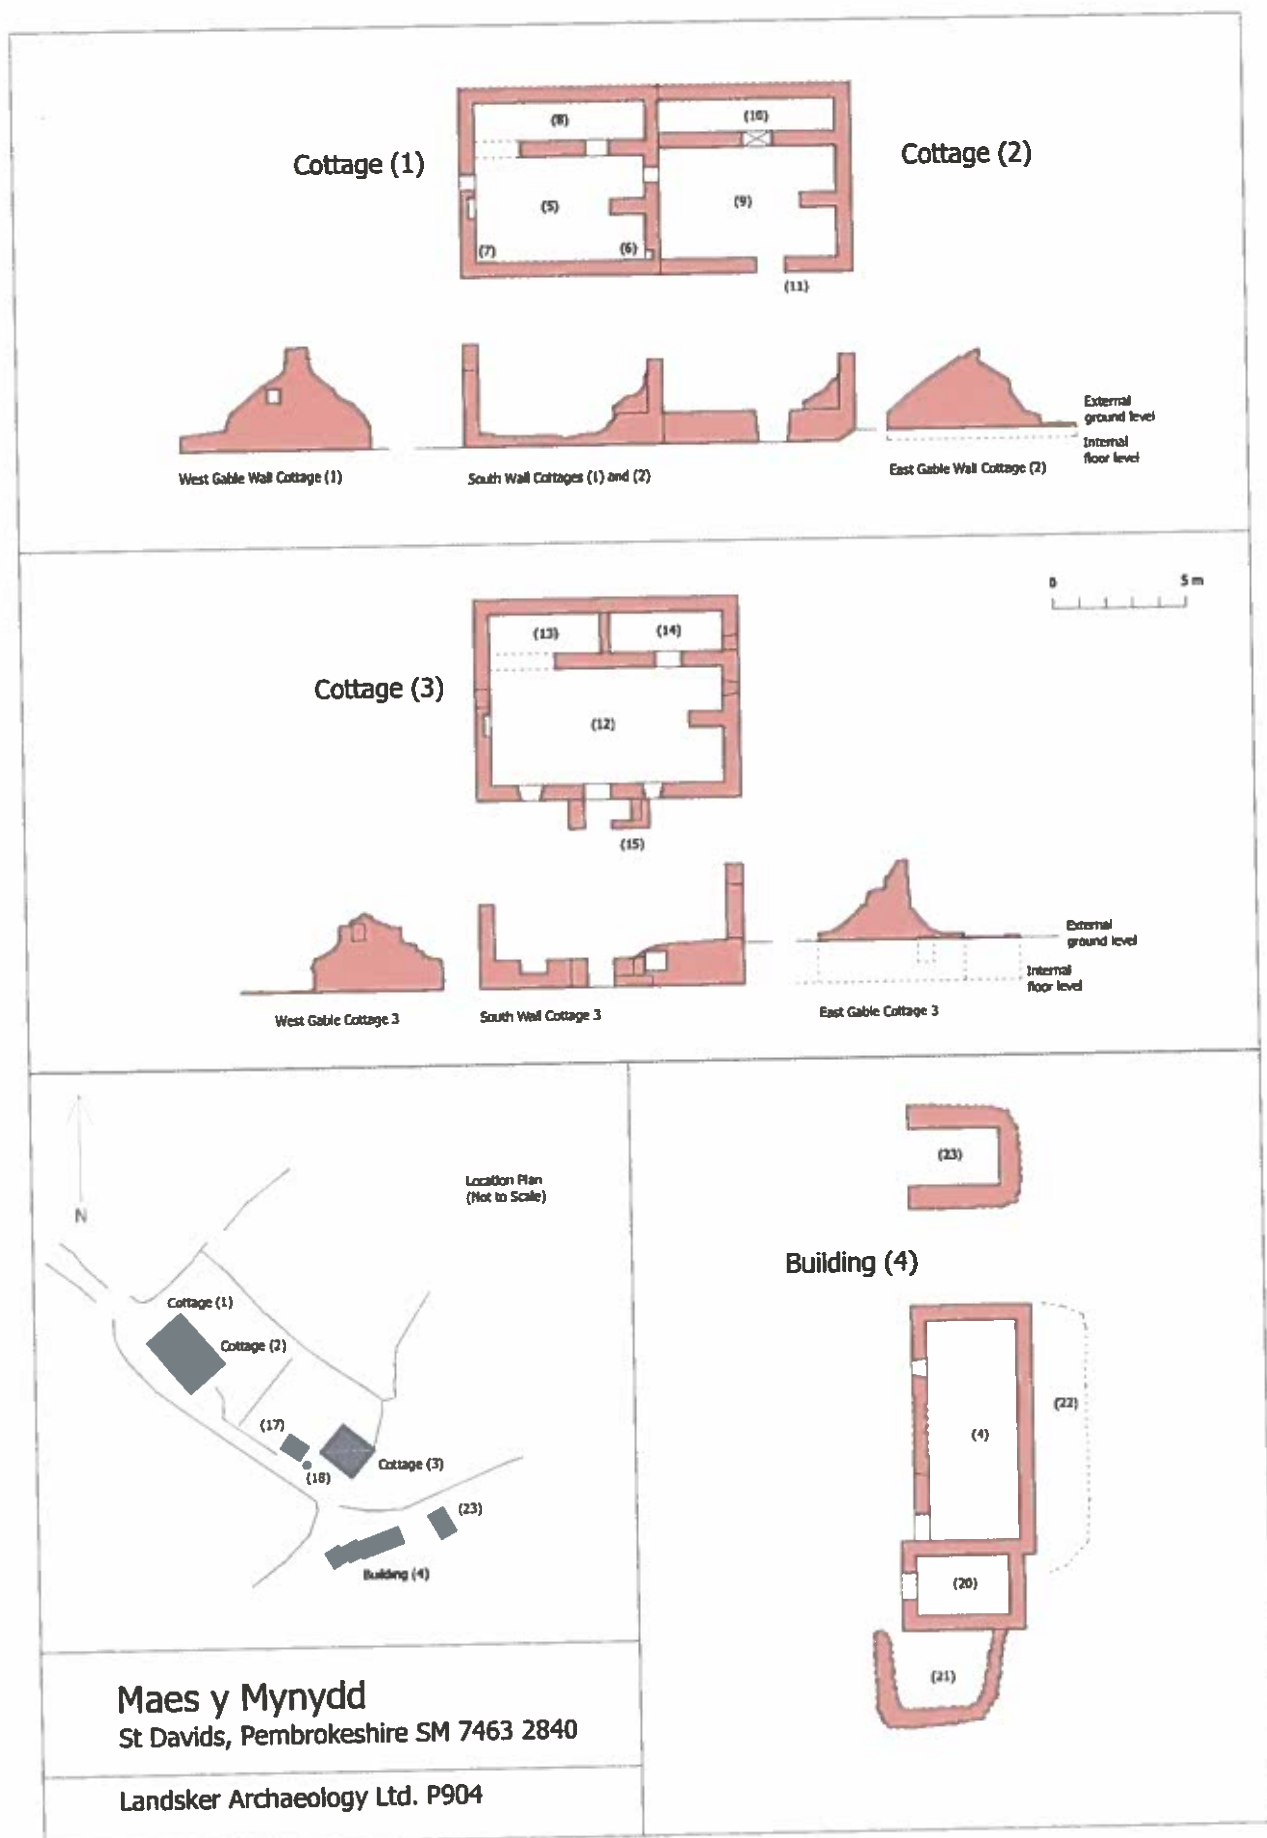 Cottage (1)
(8)
(10)
Cottage (2)
(5)
(9)
(7)
(6)
(11)
West Gable Wall Cottage (1)
South Wall Cottages (1) and (2)
East Gable Wall Cottage (2)
External
ground level
Internal
floor level
0 5 m
Cottage (3)
(13)
(14)
(12)
(15)
West Gable Cottage 3
South Wall Cottage 3
East Gable Cottage 3
External
ground level
Internal
floor level
N
Location Plan
(Not to Scale)
Cottage (1)
Cottage (2)
(17)
(18)
Cottage (3)
(23)
Building (4)
(23)
Building (4)
(22)
(4)
(20)
(21)
Maes y Mynydd
St Davids, Pembrokeshire SM 7463 2840
Landsker Archaeology Ltd. P904